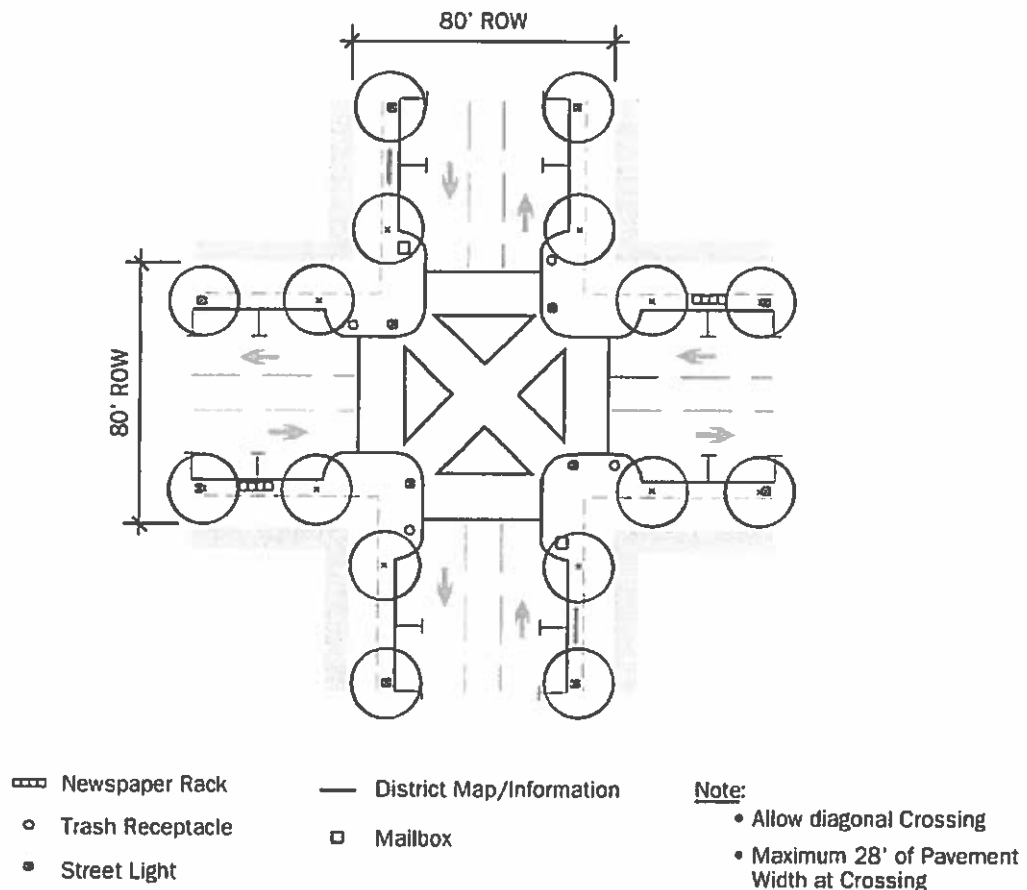 80' ROW
80' ROW
Newspaper Rack
Trash Receptacle
Street Light
District Map/Information
Mailbox
Note:
• Allow diagonal Crossing
• Maximum 28' of Pavement
Width at Crossing